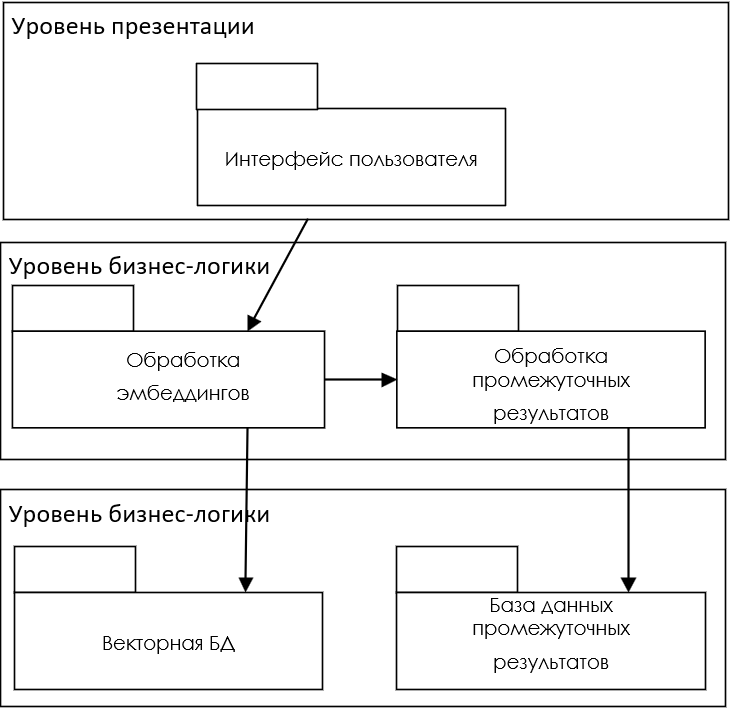 Уровень презентации
Интерфейс пользователя
Уровень бизнес-логики
Обработка
эмбеддингов
Обработка
промежуточных
результатов
Уровень бизнес-логики
Векторная БД
База данных
промежуточных
результатов